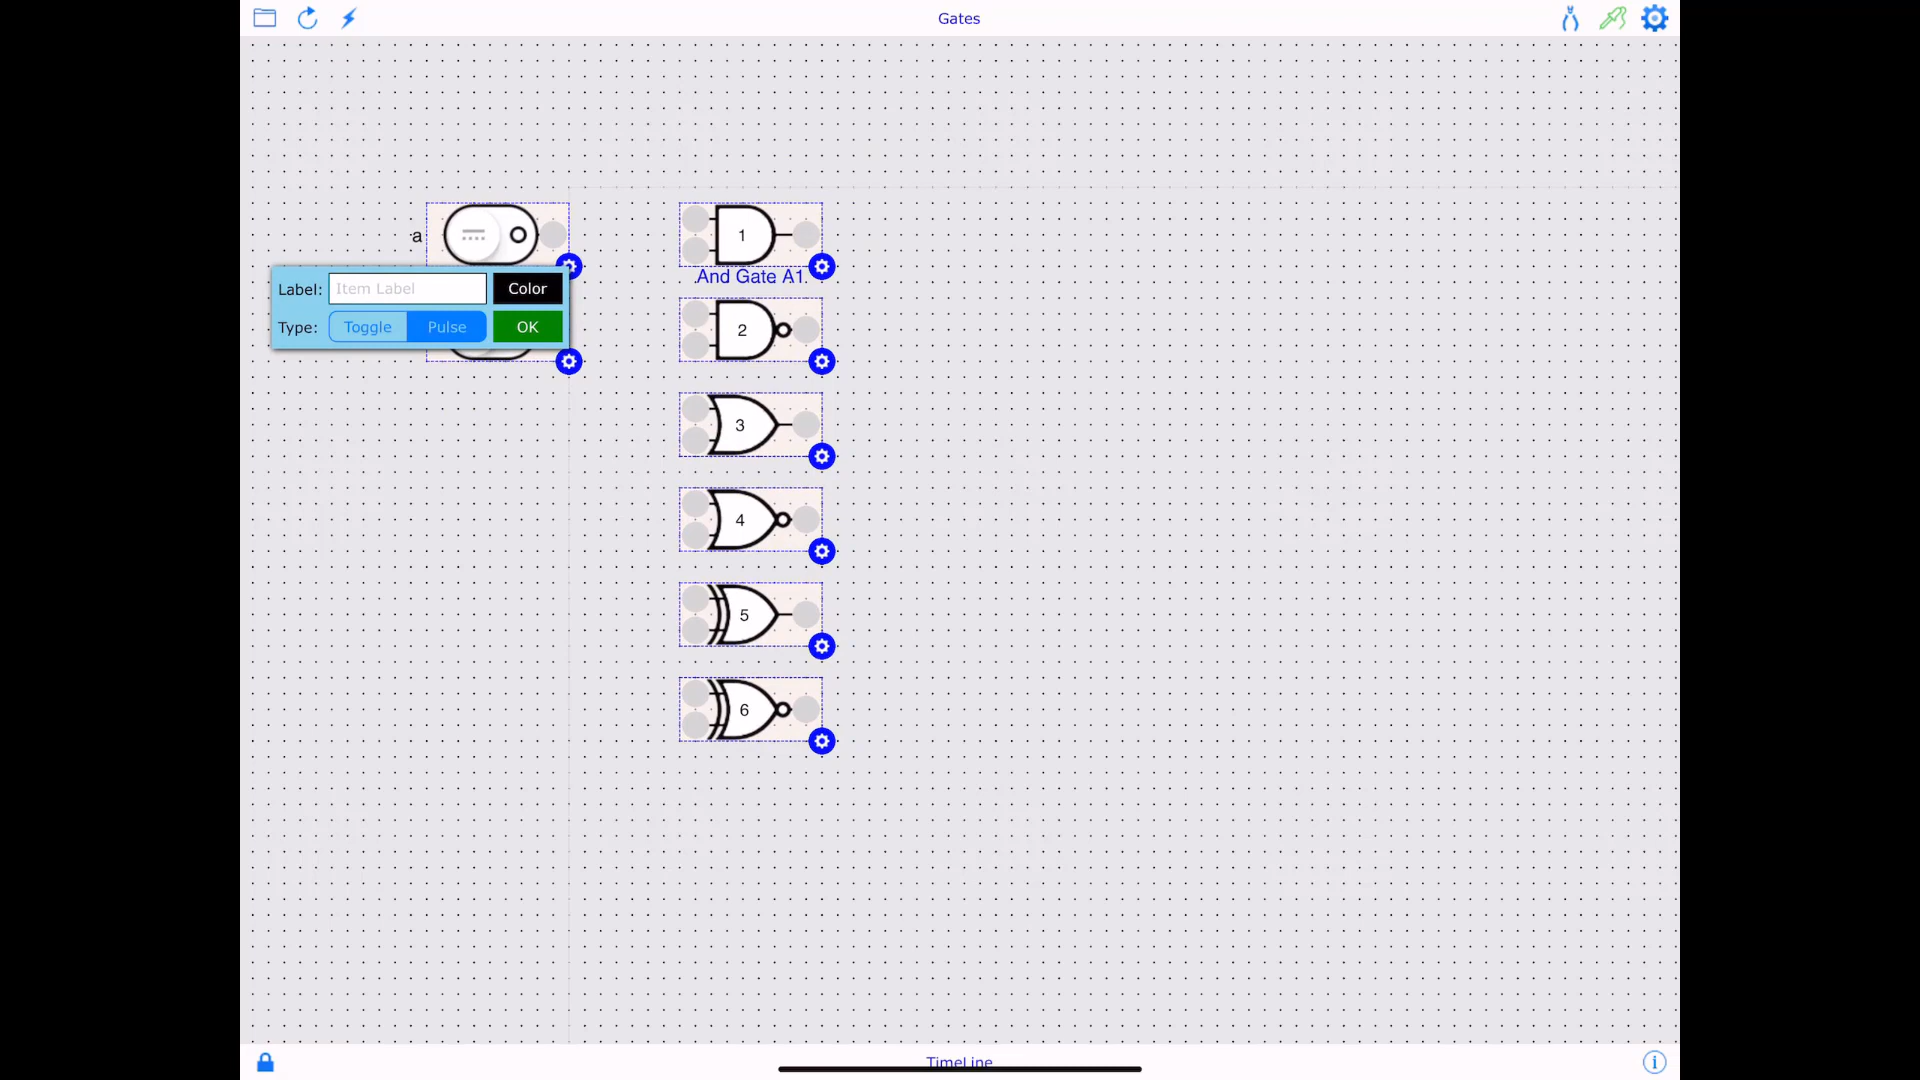 Gates
a
1
And Gate A1
Label: Item Label Color
Type: Toggle Pulse OK
2
3
4
5
6
TimeLine